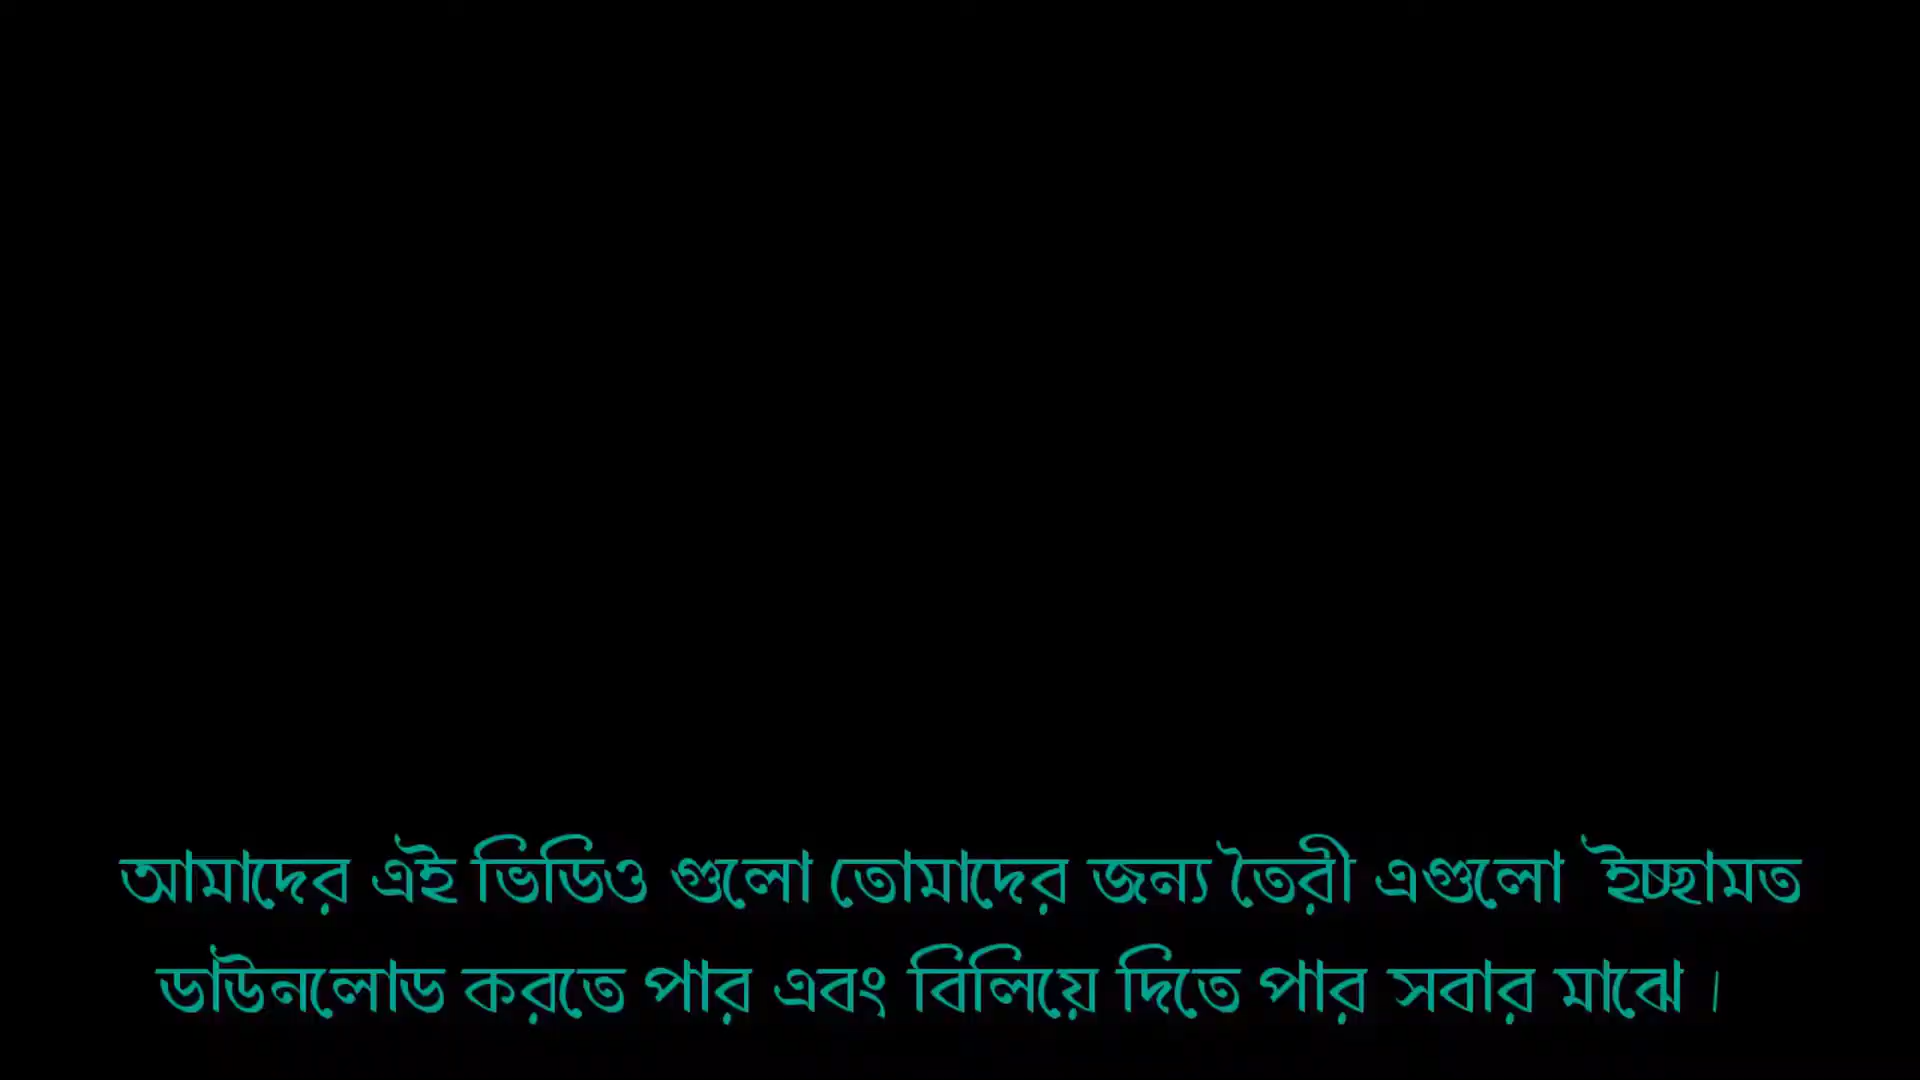 আমাদের এই ভিডিও গুলো তোমাদের জন্য তৈরী এগুলো ইচ্ছামত
ডাউনলোড করতে পার এবং বিলিয়ে দিতে পার সবার মাঝে।